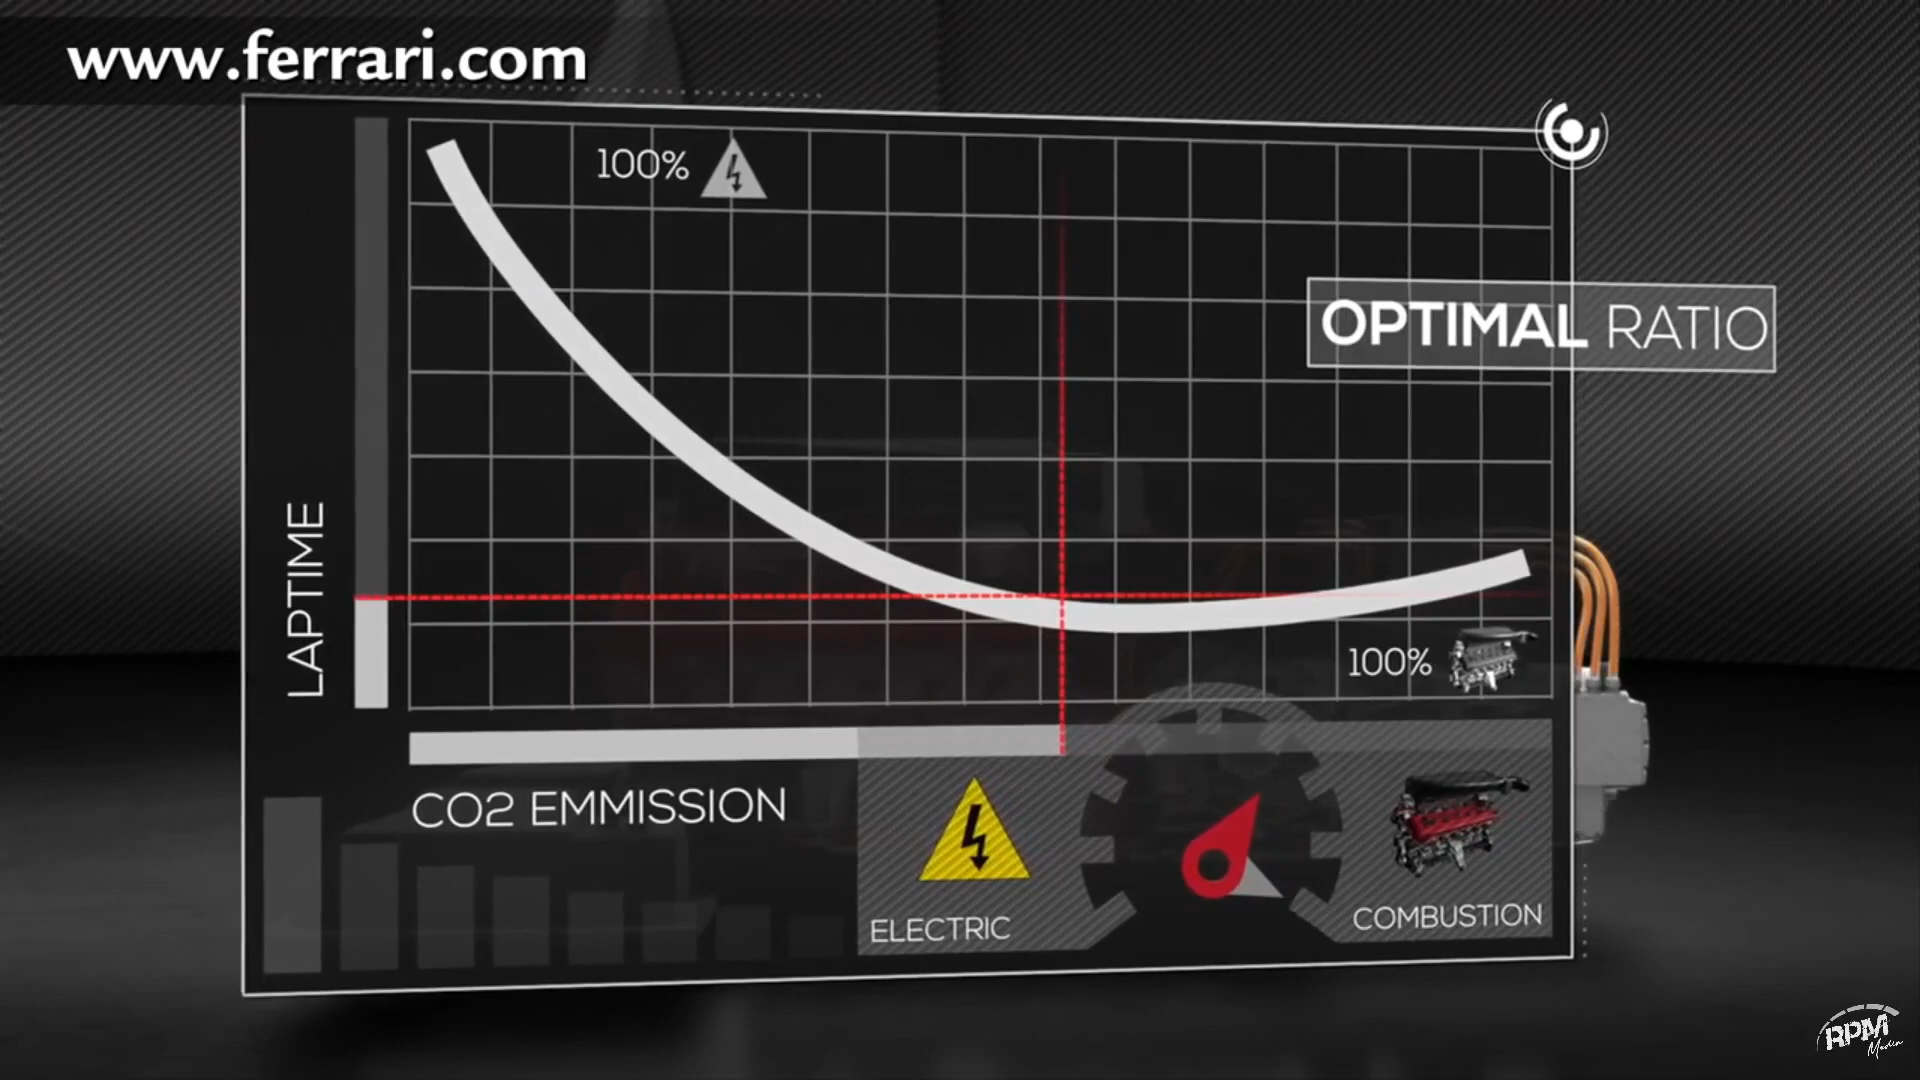 www.ferrari.com
100%
OPTIMAL RATIO
LAPTIME
100%
CO2 EMMISSION
ELECTRIC
COMBUSTION
RPM